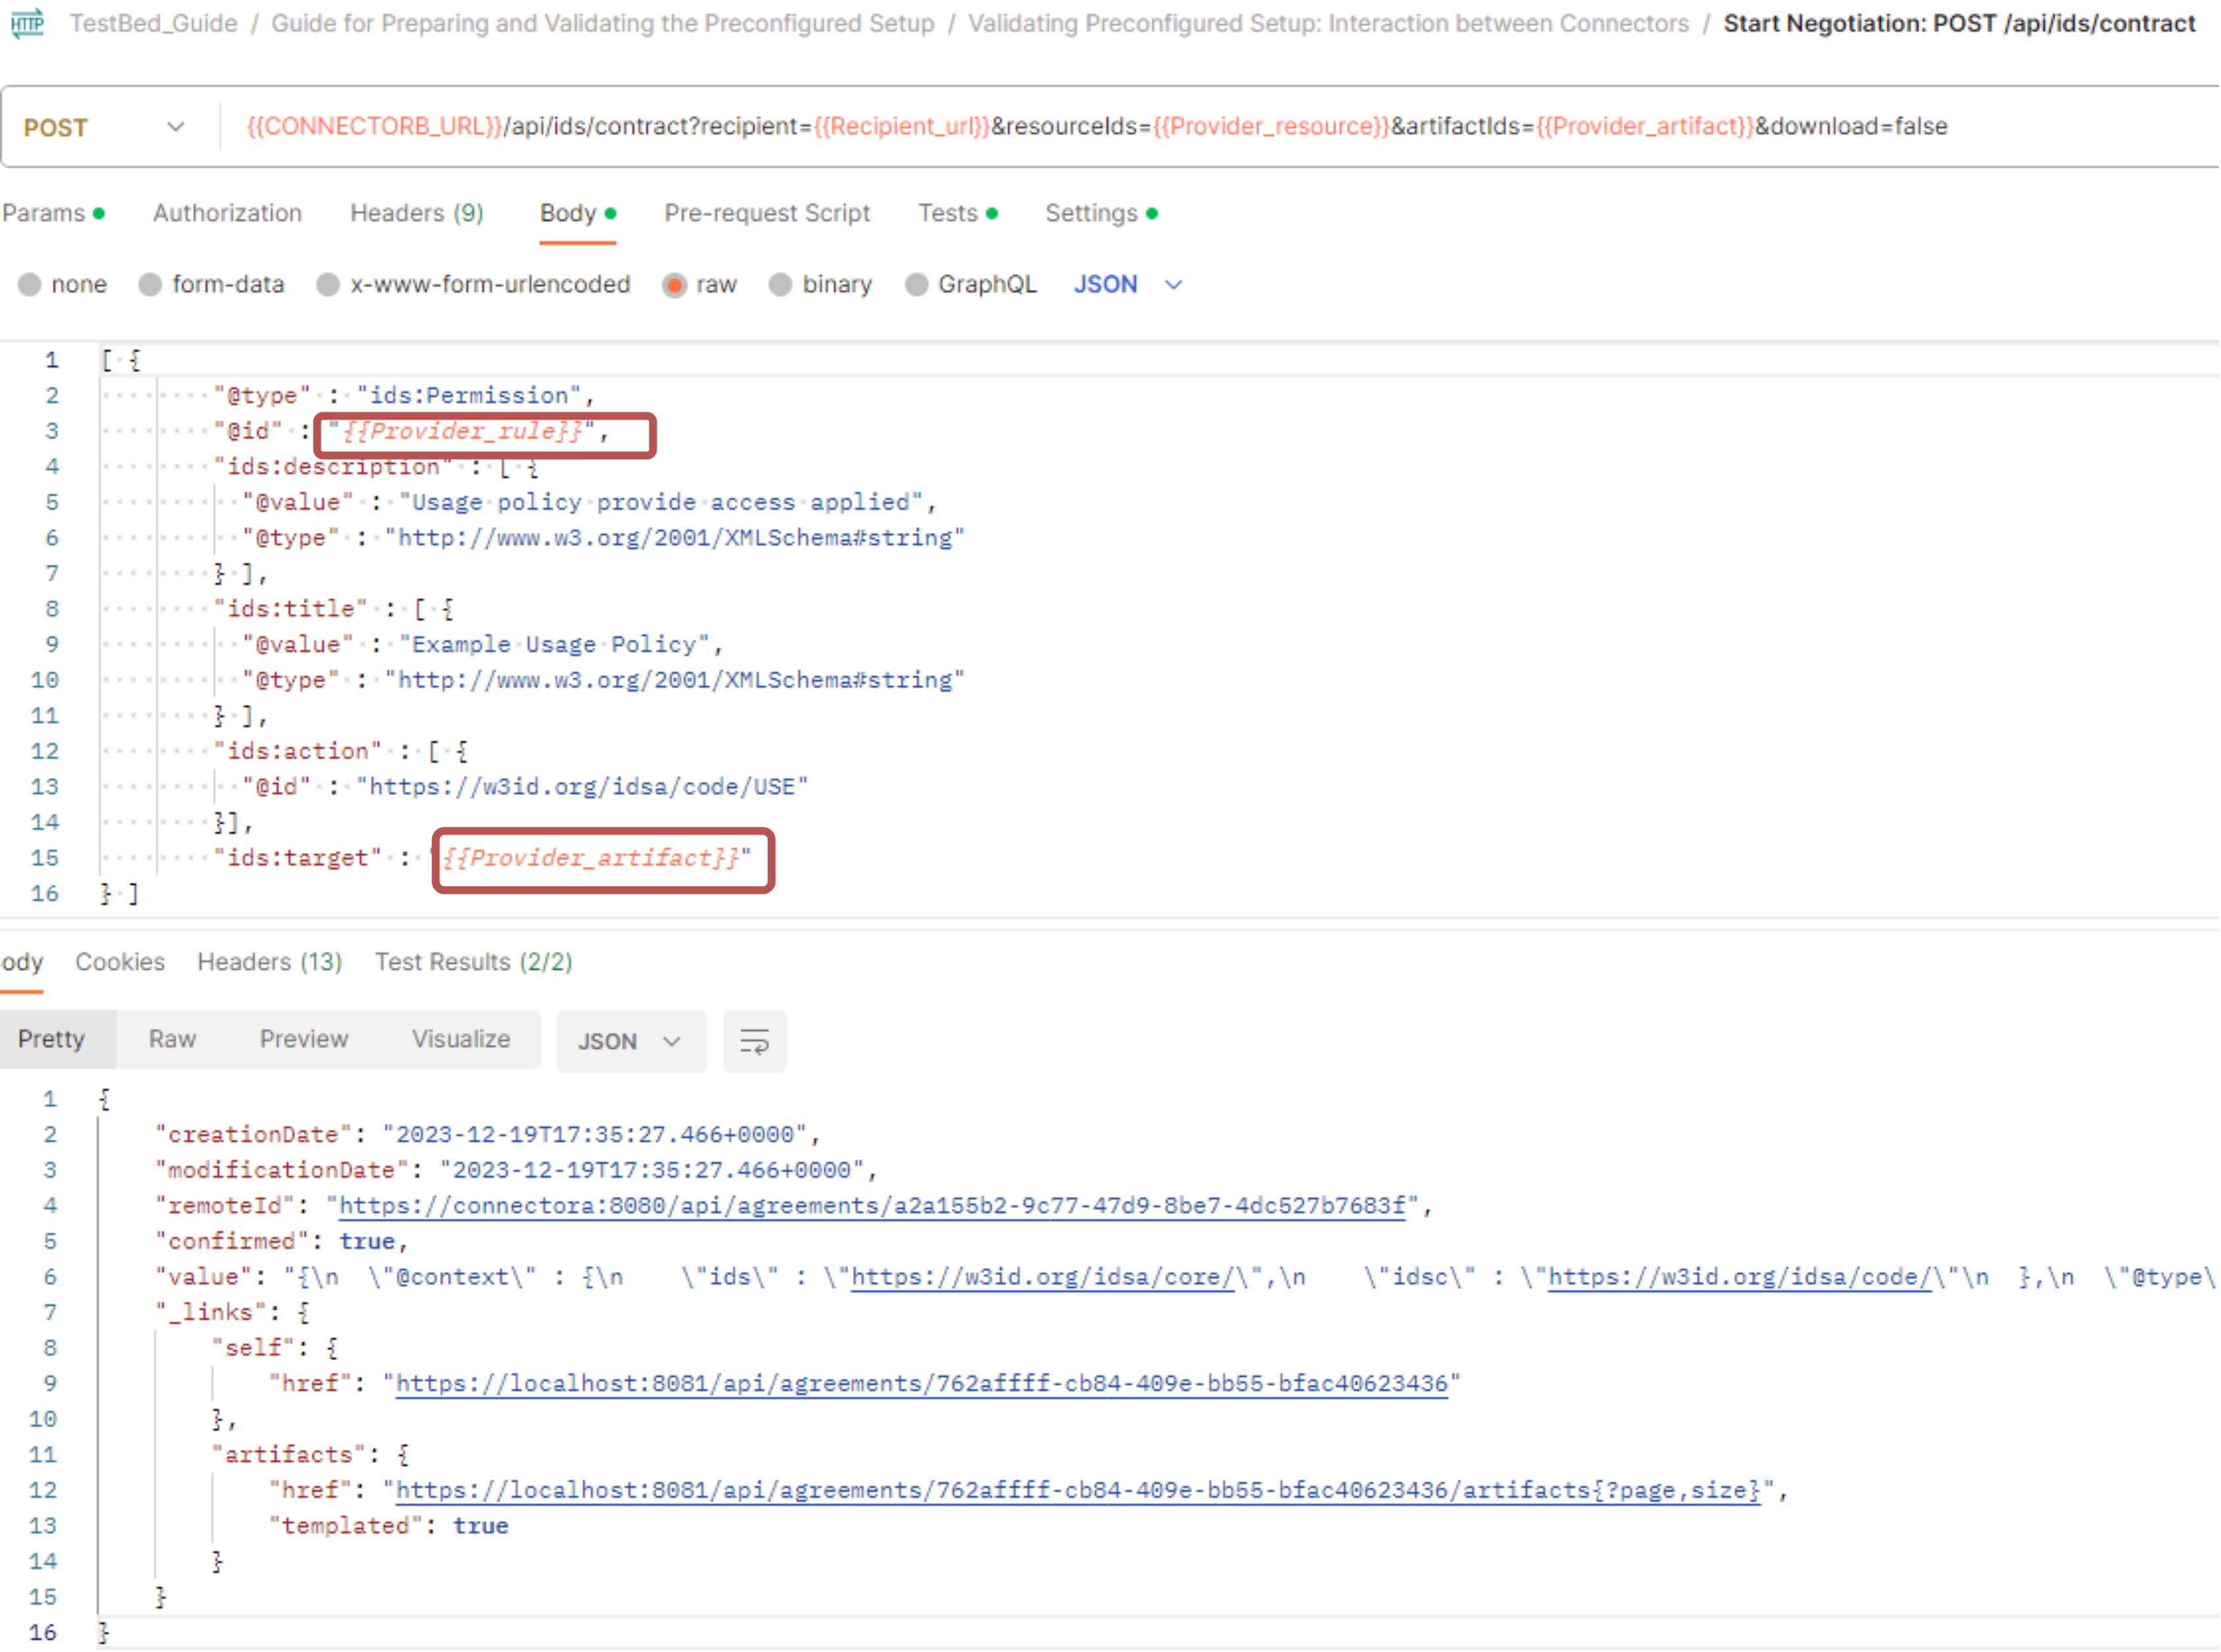 HTTP TestBed_Guide / Guide for Preparing and Validating the Preconfigured Setup / Validating Preconfigured Setup: Interaction between Connectors / Start Negotiation: POST /api/ids/contract
POST {{CONNECTORB_URL}}/api/ids/contract?recipient={{Recipient_url}}&resourceIds={{Provider_resource}}&artifactIds={{Provider_artifact}}&download=false
Params Authorization Headers (9) Body Pre-request Script Tests Settings
none form-data x-www-form-urlencoded raw binary GraphQL JSON
1 [ {
2 "@type" : "ids:Permission",
3 "@id" : "{{Provider_rule}}",
4 "ids:description" : [ {
5 "@value" : "Usage policy provide access applied",
6 "@type" : "http://www.w3.org/2001/XMLSchema#string"
7 } ],
8 "ids:title" : [ {
9 "@value" : "Example Usage Policy",
10 "@type" : "http://www.w3.org/2001/XMLSchema#string"
11 } ],
12 "ids:action" : [ {
13 "@id" : "https://w3id.org/idsa/code/USE"
14 }],
15 "ids:target" : "{{Provider_artifact}}"
16 } ]
ody Cookies Headers (13) Test Results (2/2)
Pretty Raw Preview Visualize JSON
1 {
2 "creationDate": "2023-12-19T17:35:27.466+0000",
3 "modificationDate": "2023-12-19T17:35:27.466+0000",
4 "remoteId": "https://connectora:8080/api/agreements/a2a155b2-9c77-47d9-8be7-4dc527b7683f",
5 "confirmed": true,
6 "value": "{\n \"@context\" : {\n \"ids\" : \"https://w3id.org/idsa/core/\",\n \"idsc\" : \"https://w3id.org/idsa/code/\"\n },\n \"@type\
7 "_links": {
8 "self": {
9 "href": "https://localhost:8081/api/agreements/762affff-cb84-409e-bb55-bfac40623436"
10 },
11 "artifacts": {
12 "href": "https://localhost:8081/api/agreements/762affff-cb84-409e-bb55-bfac40623436/artifacts{?page,size}",
13 "templated": true
14 }
15 }
16 }